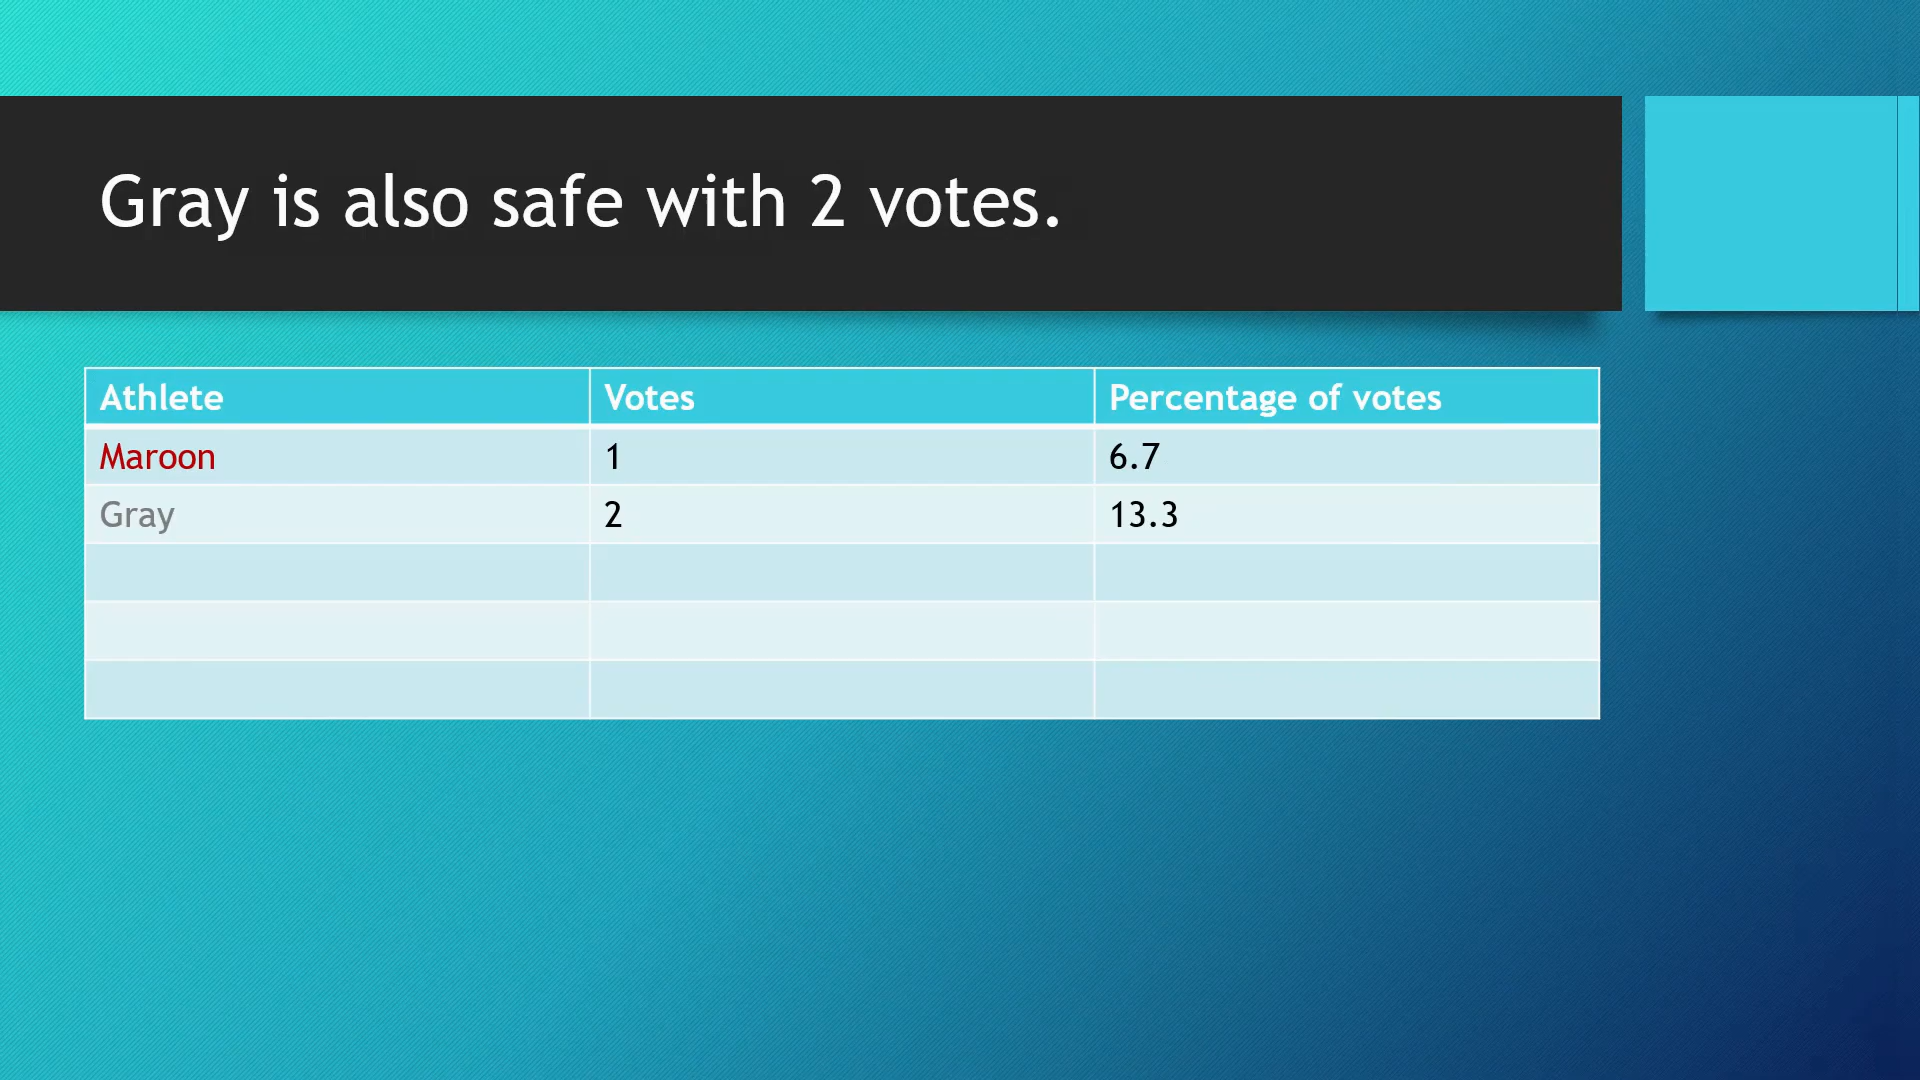 Gray is also safe with 2 votes.
Athlete Votes Percentage of votes
Maroon 1 6.7
Gray 2 13.3